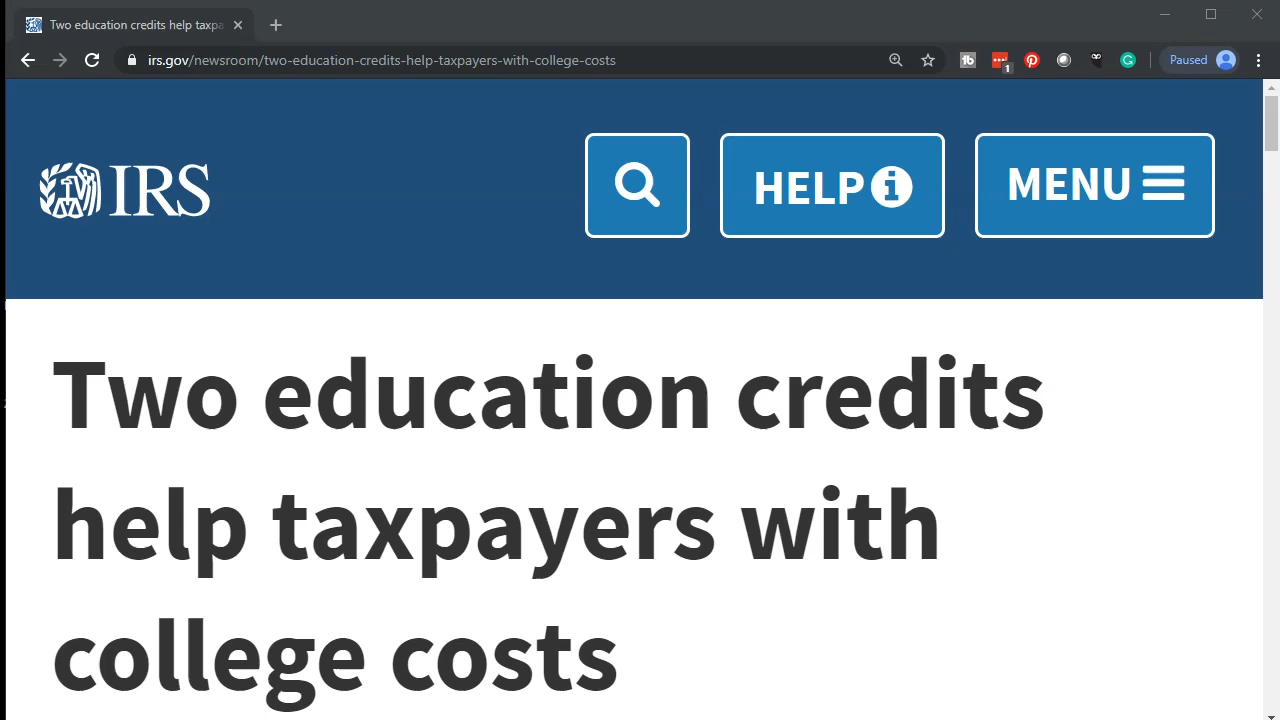 Two education credits help taxpa
irs.gov/newsroom/two-education-credits-help-taxpayers-with-college-costs
1
Paused
IRS
HELP
MENU
Two education credits
help taxpayers with
college costs